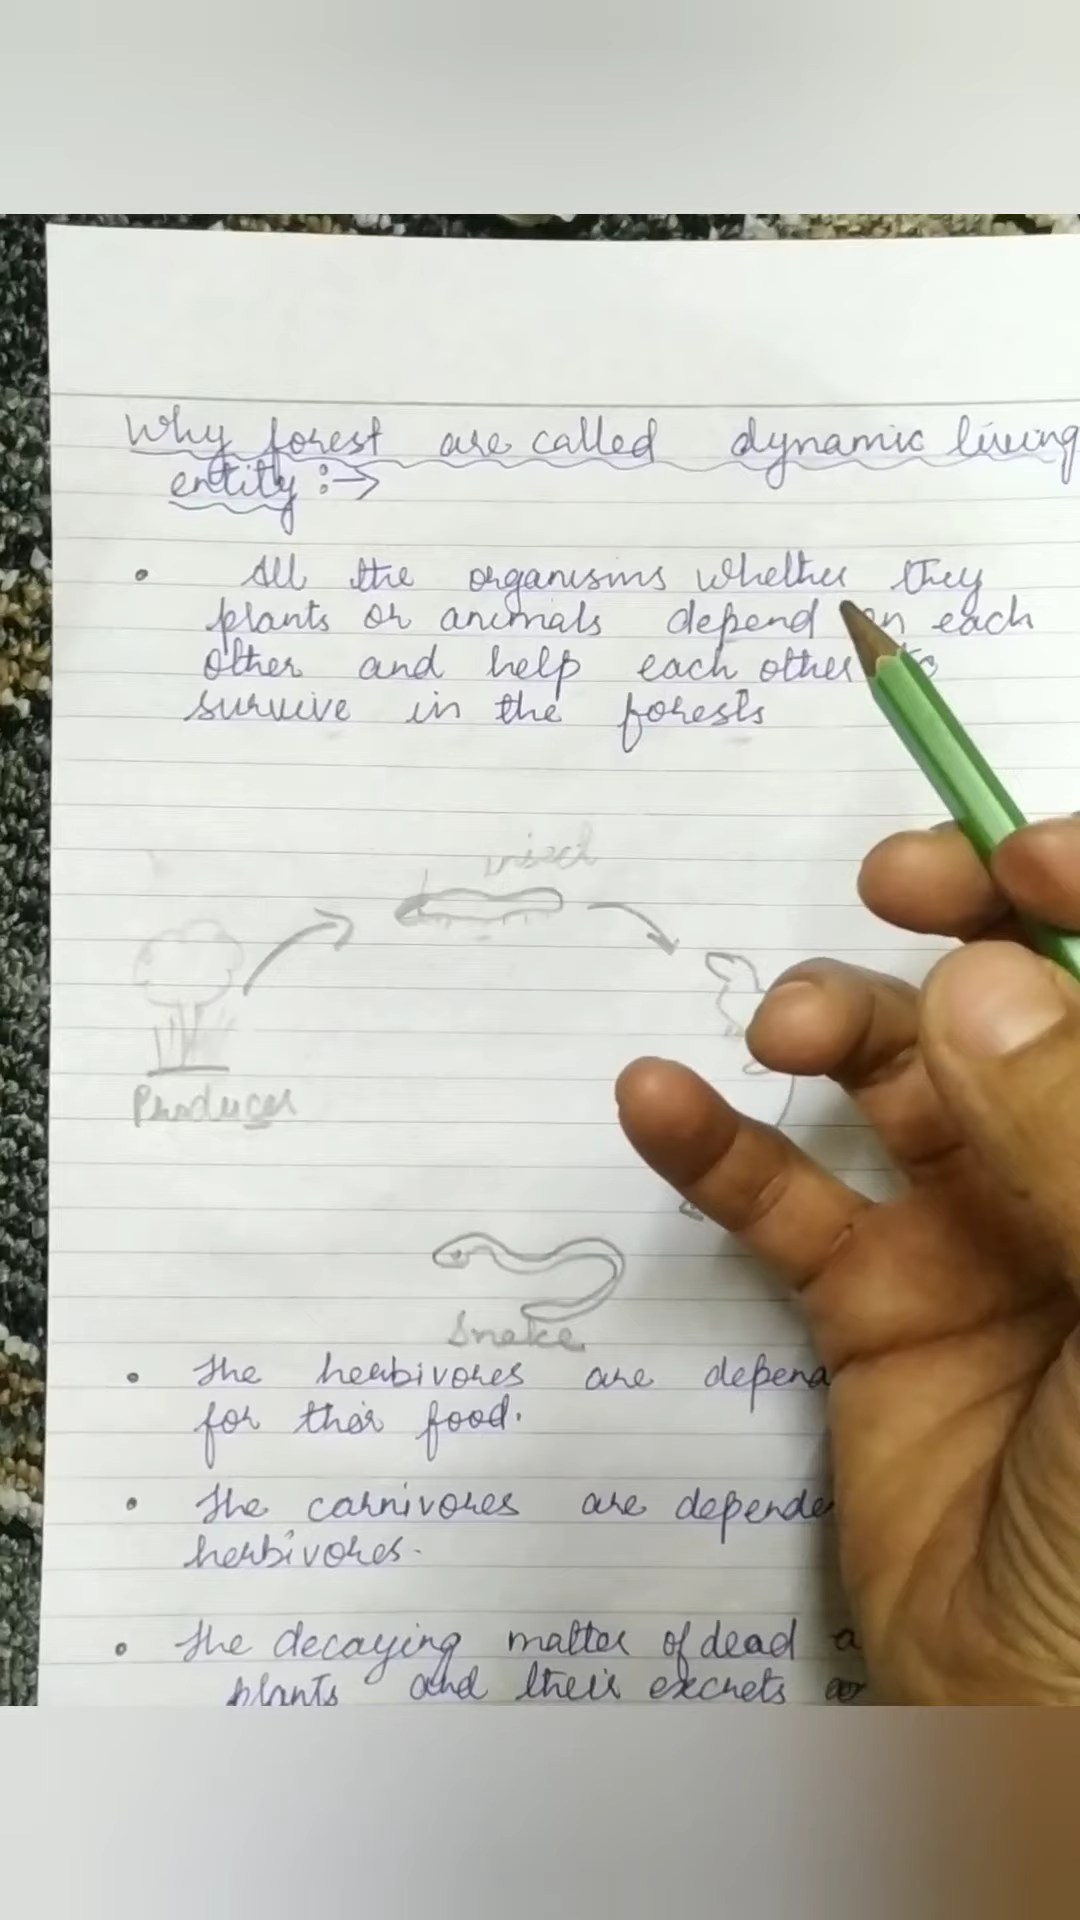 Why forest are called dynamic living
entity :→
• All the organisms whether they
plants or animals depend on each
other and help each other to
survive in the forests
insect
Producer
Snake
• The herbivores are depend
for their food.
• The carnivores are depende
herbivores.
• The decaying matter of dead a
plants and their excrets